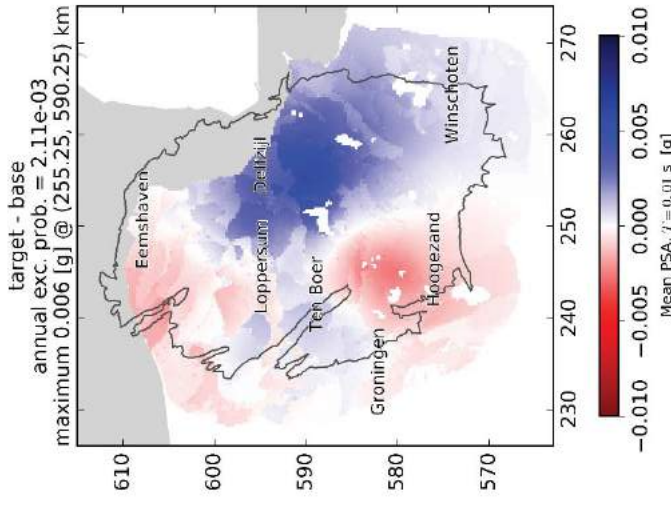 target - base
annual exc. prob. = 2.11e-03
maximum 0.006 [g] @ (255.25, 590.25) km
610
600
590
580
570
Eemshaven
Loppersum
Delfzijl
Ten Boer
Groningen
Hoogezand
Winschoten
230
240
250
260
270
−0.010
−0.005
0.000
0.005
0.010
Mean PSA, T = 0.01 s [g]